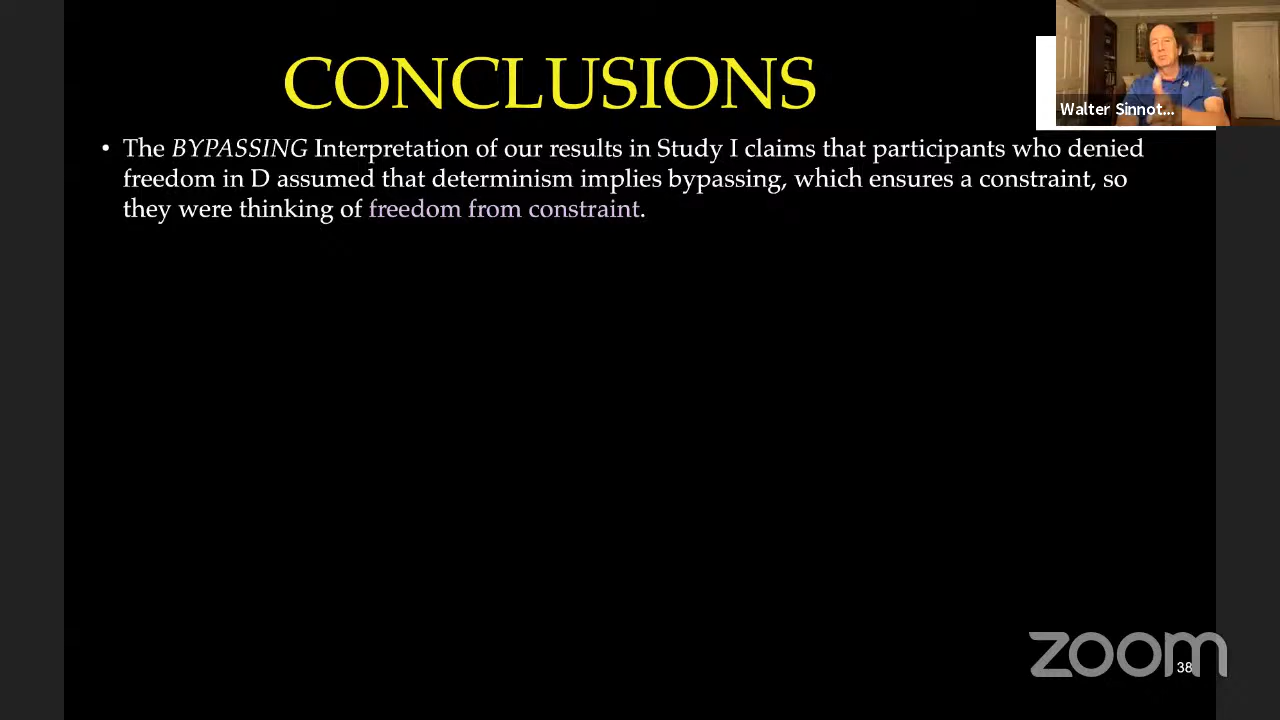 CONCLUSIONS
Walter Sinnot...
• The BYPASSING Interpretation of our results in Study I claims that participants who denied
freedom in D assumed that determinism implies bypassing, which ensures a constraint, so
they were thinking of freedom from constraint.
zoom
38